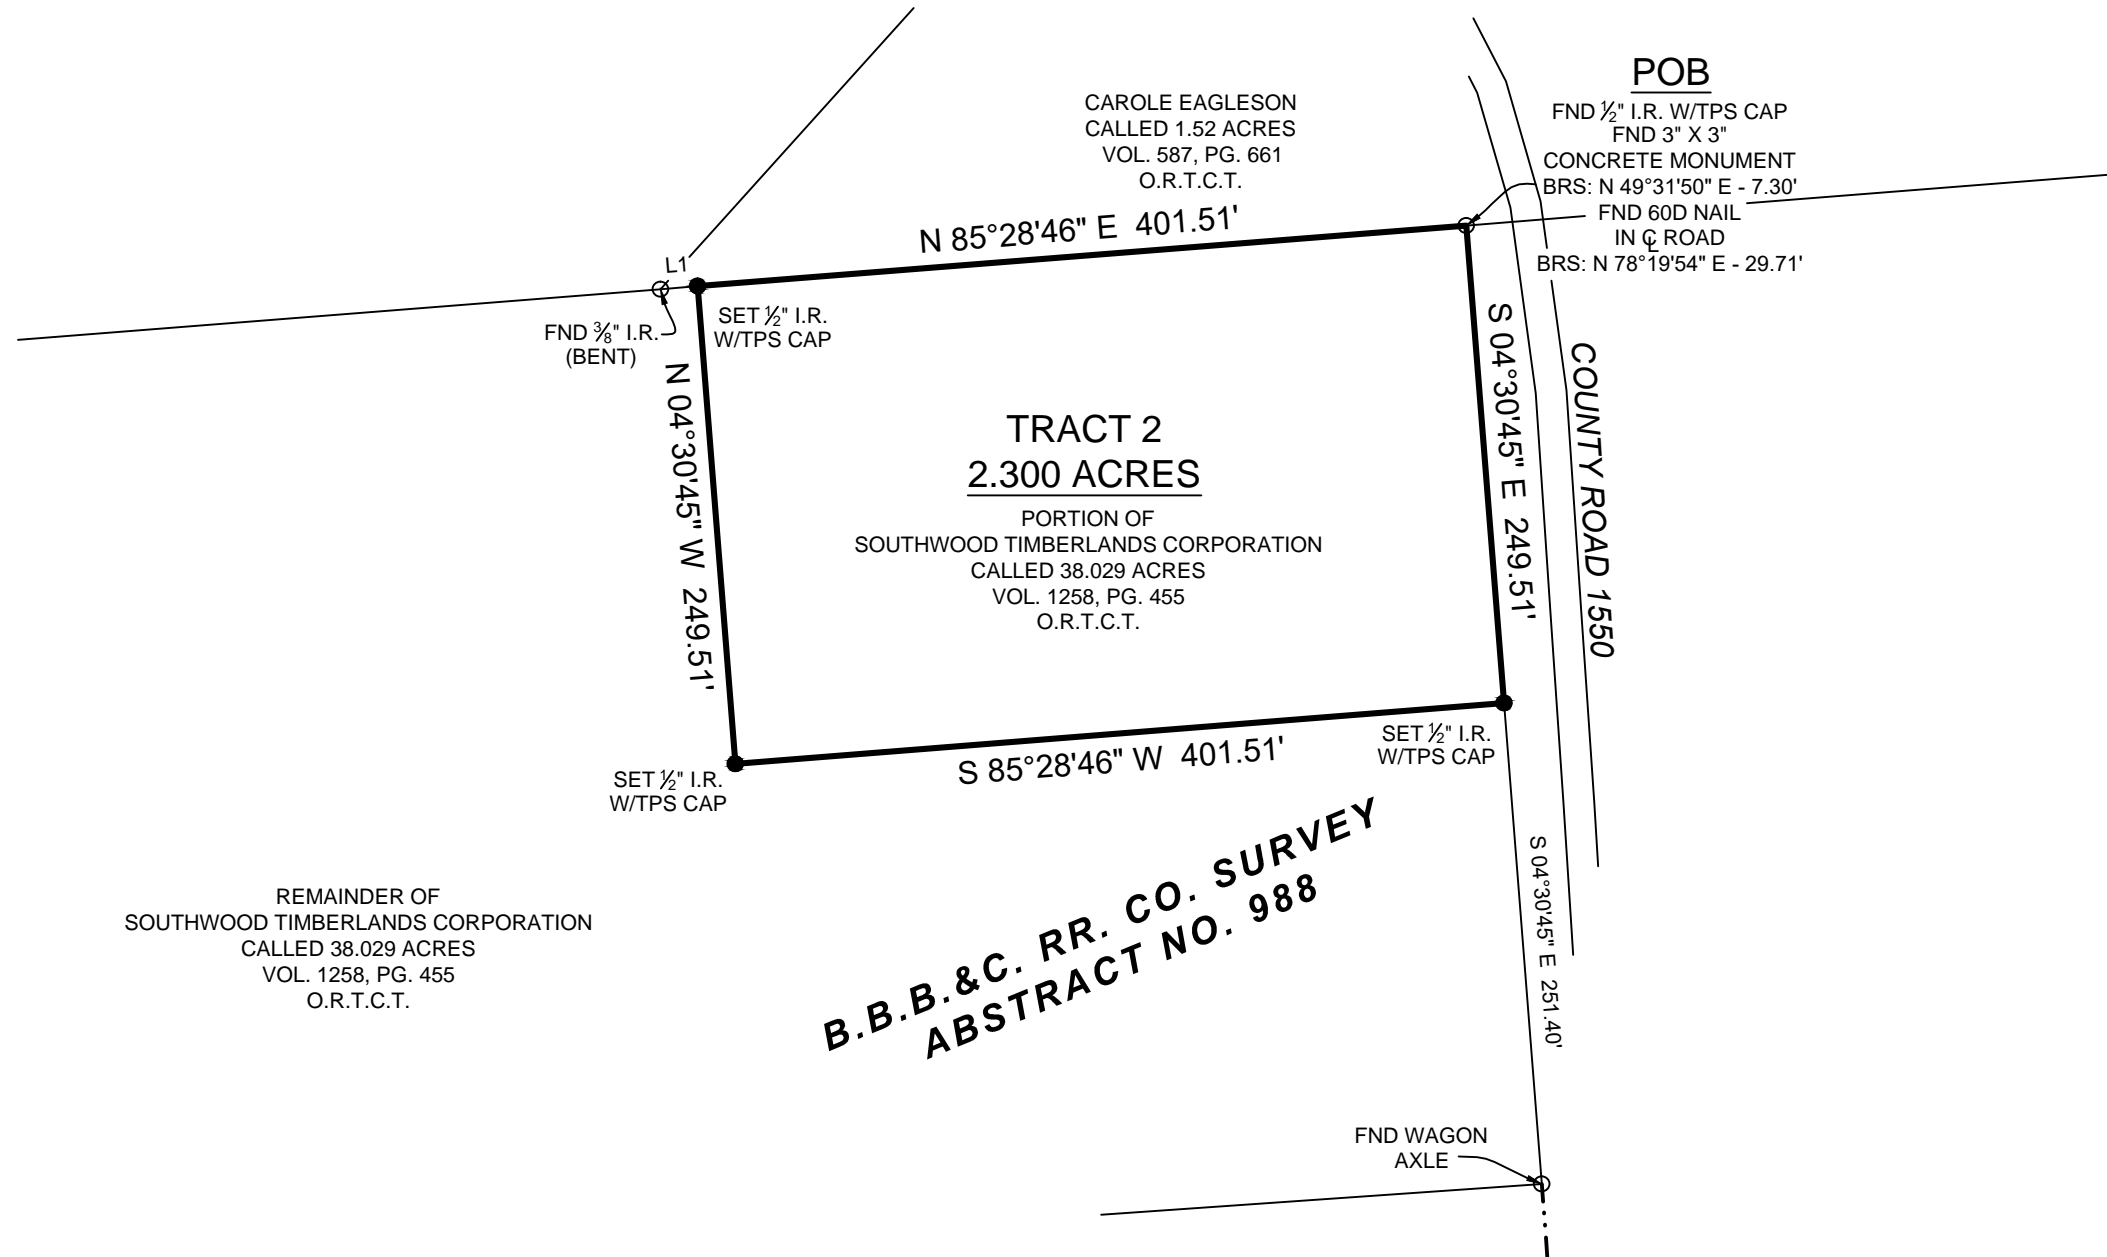 POB
FND ½" I.R. W/TPS CAP
FND 3" X 3"
CONCRETE MONUMENT
BRS: N 49°31'50" E - 7.30'
FND 60D NAIL
IN ℄ ROAD
BRS: N 78°19'54" E - 29.71'
CAROLE EAGLESON
CALLED 1.52 ACRES
VOL. 587, PG. 661
O.R.T.C.T.
N 85°28'46" E 401.51'
L1
FND ⅜" I.R.
(BENT)
SET ½" I.R.
W/TPS CAP
N 04°30'45" W 249.51'
TRACT 2
2.300 ACRES
PORTION OF
SOUTHWOOD TIMBERLANDS CORPORATION
CALLED 38.029 ACRES
VOL. 1258, PG. 455
O.R.T.C.T.
S 04°30'45" E 249.51'
COUNTY ROAD 1550
SET ½" I.R.
W/TPS CAP
S 85°28'46" W 401.51'
SET ½" I.R.
W/TPS CAP
B.B.B.&C. RR. CO. SURVEY
ABSTRACT NO. 988
S 04°30'45" E 251.40'
REMAINDER OF
SOUTHWOOD TIMBERLANDS CORPORATION
CALLED 38.029 ACRES
VOL. 1258, PG. 455
O.R.T.C.T.
FND WAGON
AXLE